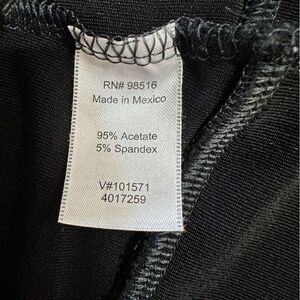 RN# 98516
Made in Mexico
95% Acetate
5% Spandex
V#101571
4017259